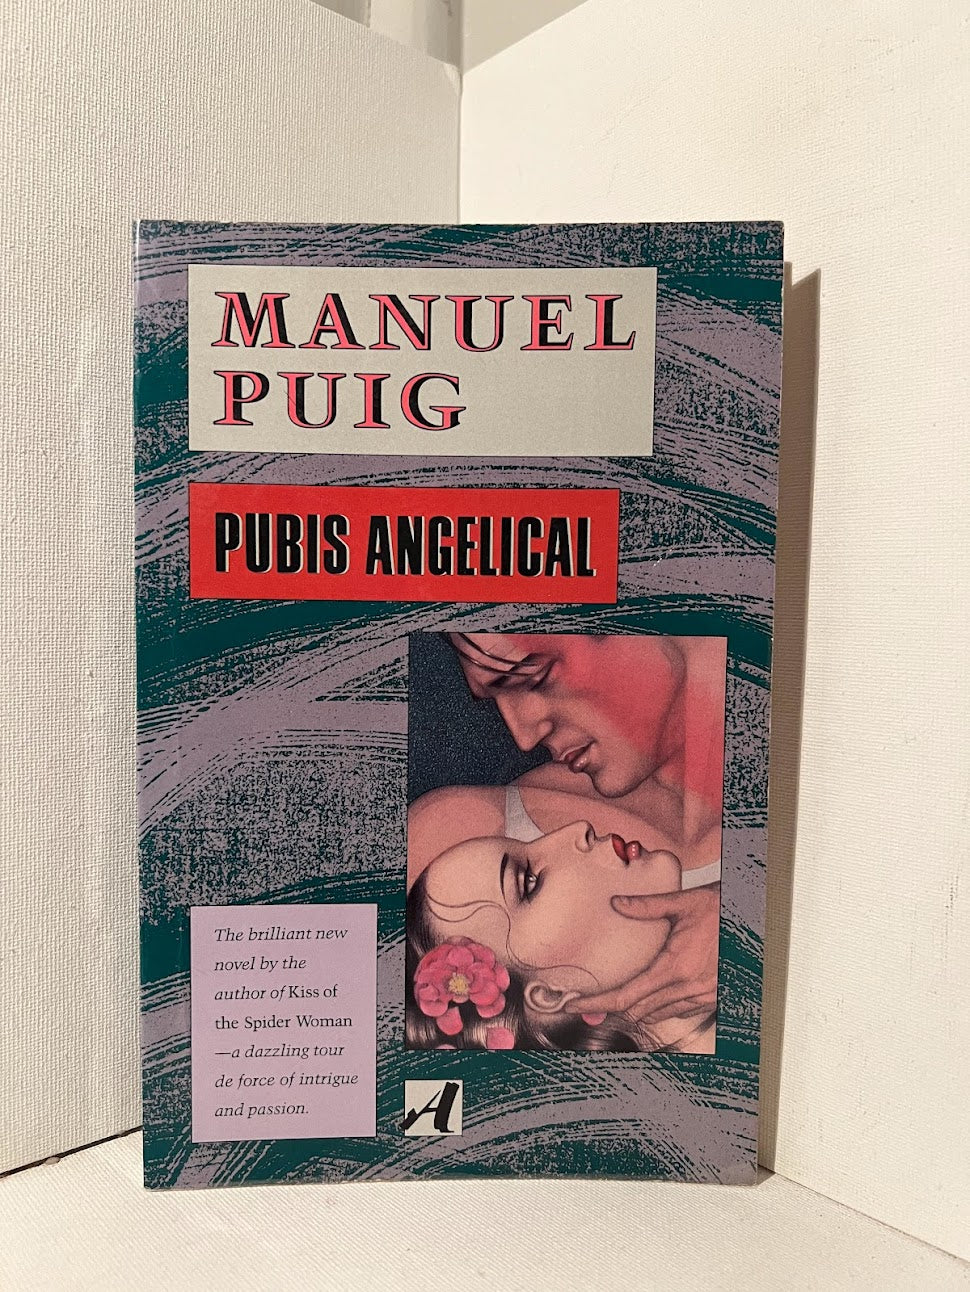 MANUEL
PUIG
PUBIS ANGELICAL
The brilliant new
novel by the
author of Kiss of
the Spider Woman
—a dazzling tour
de force of intrigue
and passion.
A